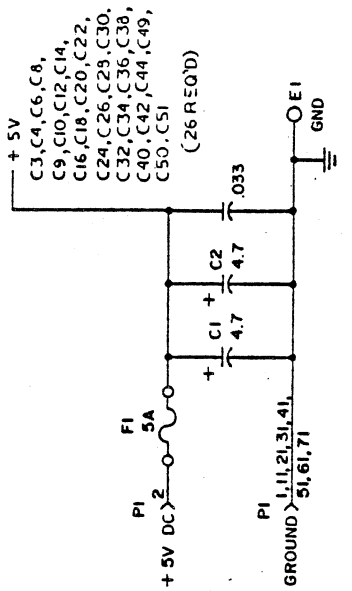 + 5V
C3,C4,C6,C8,
C9,C10,C12,C14,
C16,C18,C20,C22,
C24,C26,C28,C30,
C32,C34,C36,C38,
C40,C42,C44,C49,
C50,C51
(26 REQ'D)
P1
+5V DC
2
F1
5A
+
C1
4.7
+
C2
4.7
.033
P1
GROUND
1,11,21,31,41,
51,61,71
E1
GND